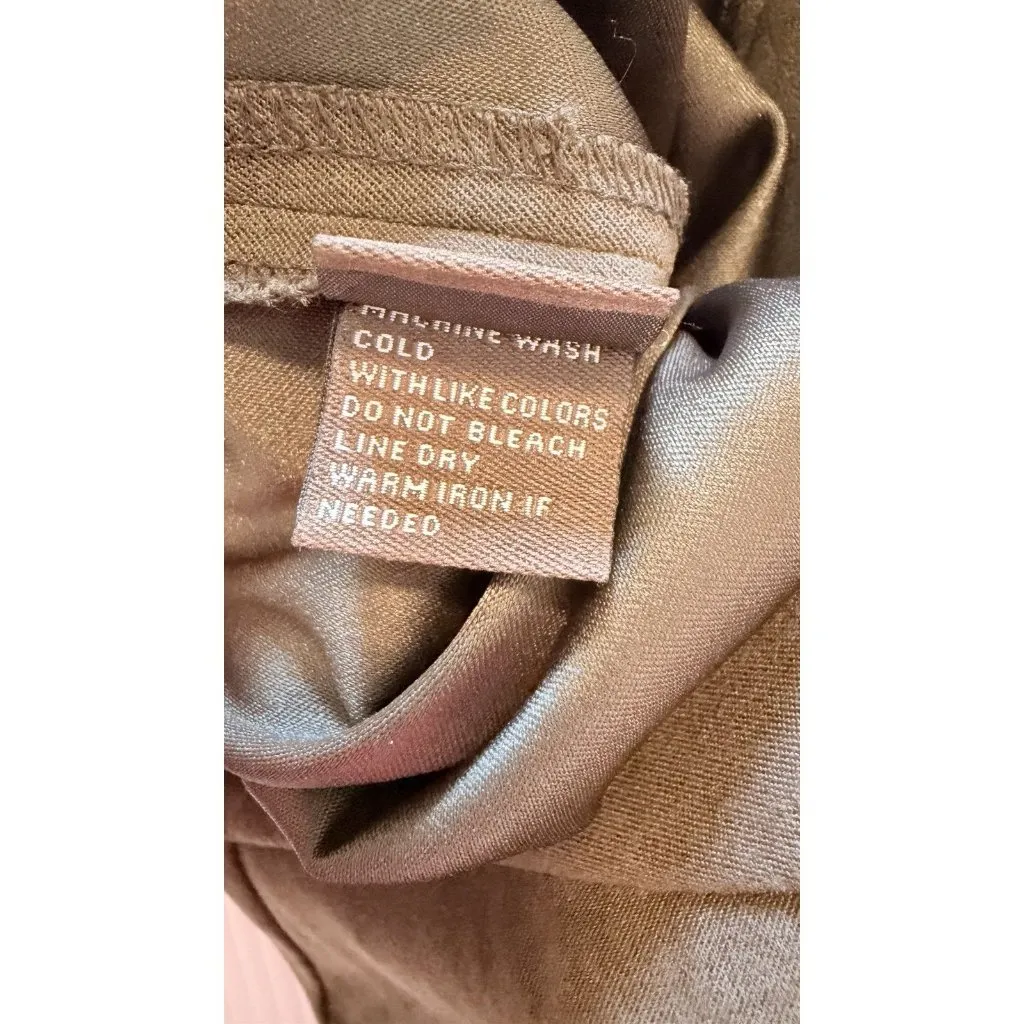 MACHINE WASH
COLD
WITH LIKE COLORS
DO NOT BLEACH
LINE DRY
WARM IRON IF
NEEDED